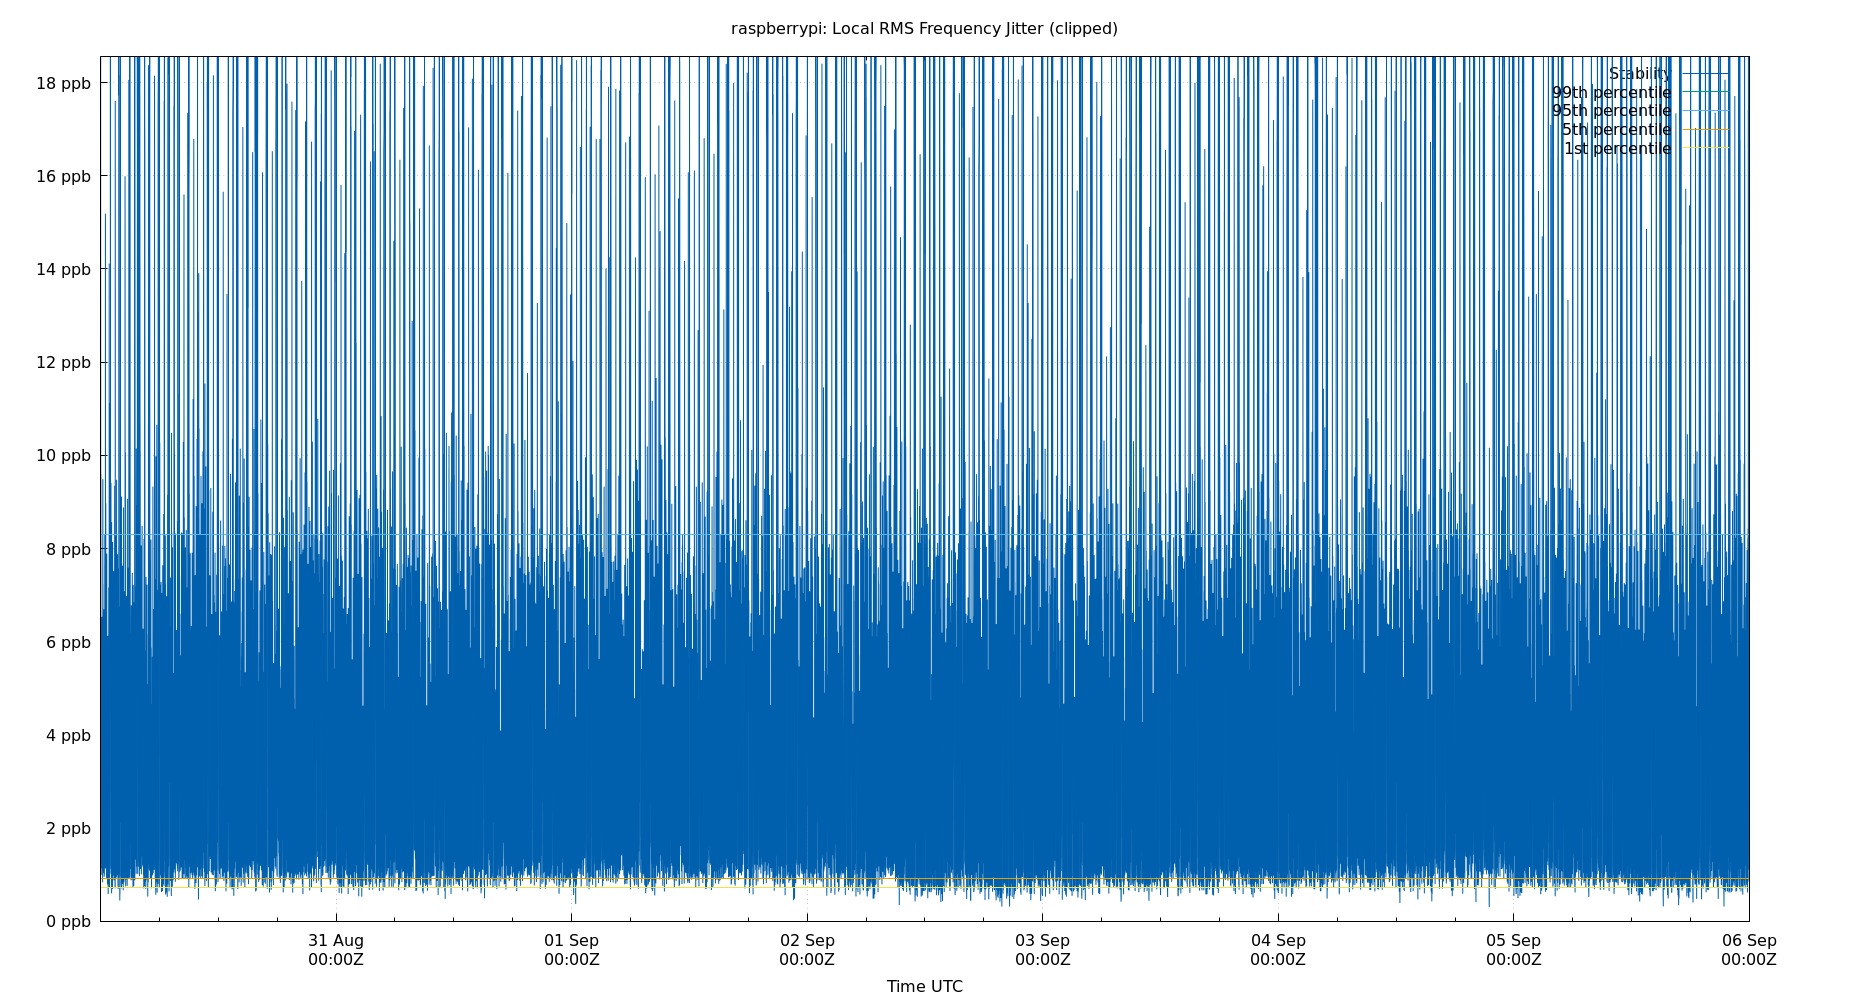 raspberrypi: Local RMS Frequency Jitter (clipped)
18 ppb
16 ppb
14 ppb
12 ppb
10 ppb
8 ppb
6 ppb
4 ppb
2 ppb
0 ppb
Stability
99th percentile
95th percentile
5th percentile
1st percentile
31 Aug
00:00Z
01 Sep
00:00Z
02 Sep
00:00Z
03 Sep
00:00Z
04 Sep
00:00Z
05 Sep
00:00Z
06 Sep
00:00Z
Time UTC